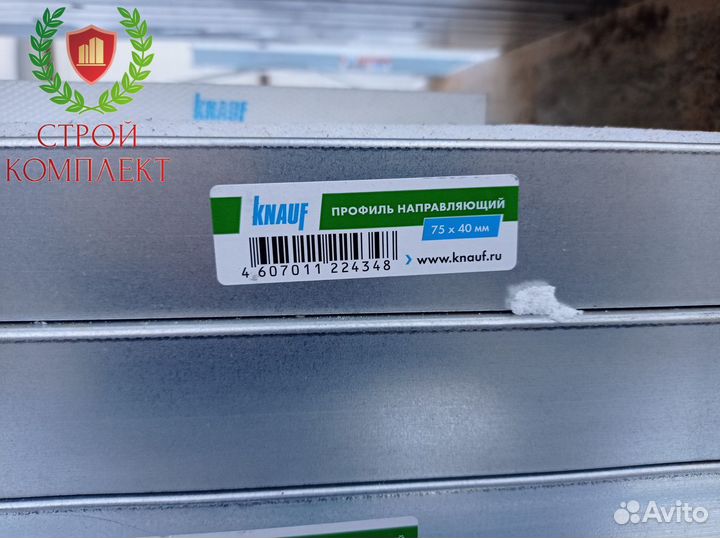 СТРОЙ
КОМПЛЕКТ
KNAUF
KNAUF
ПРОФИЛЬ НАПРАВЛЯЮЩИЙ
75 x 40 мм
4 607011 224348
www.knauf.ru
Avito